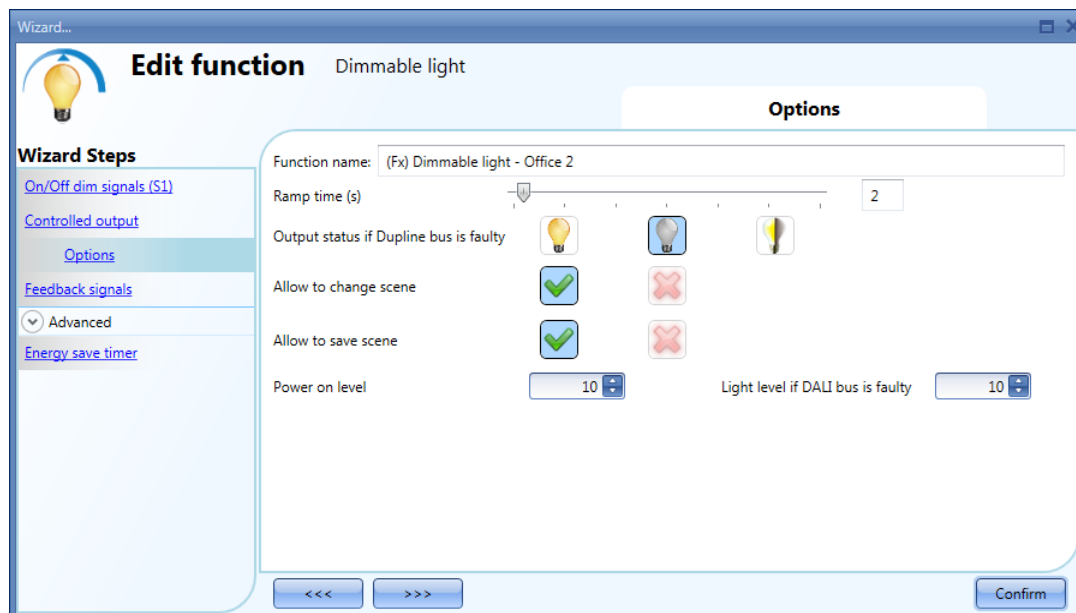 Wizard...
Edit function Dimmable light
Options
Wizard Steps
On/Off dim signals (S1)
Controlled output
Options
Feedback signals
Advanced
Energy save timer
Function name: (Fx) Dimmable light - Office 2
Ramp time (s) 2
Output status if Dupline bus is faulty
Allow to change scene
Allow to save scene
Power on level 10 Light level if DALI bus is faulty 10
<<< >>> Confirm